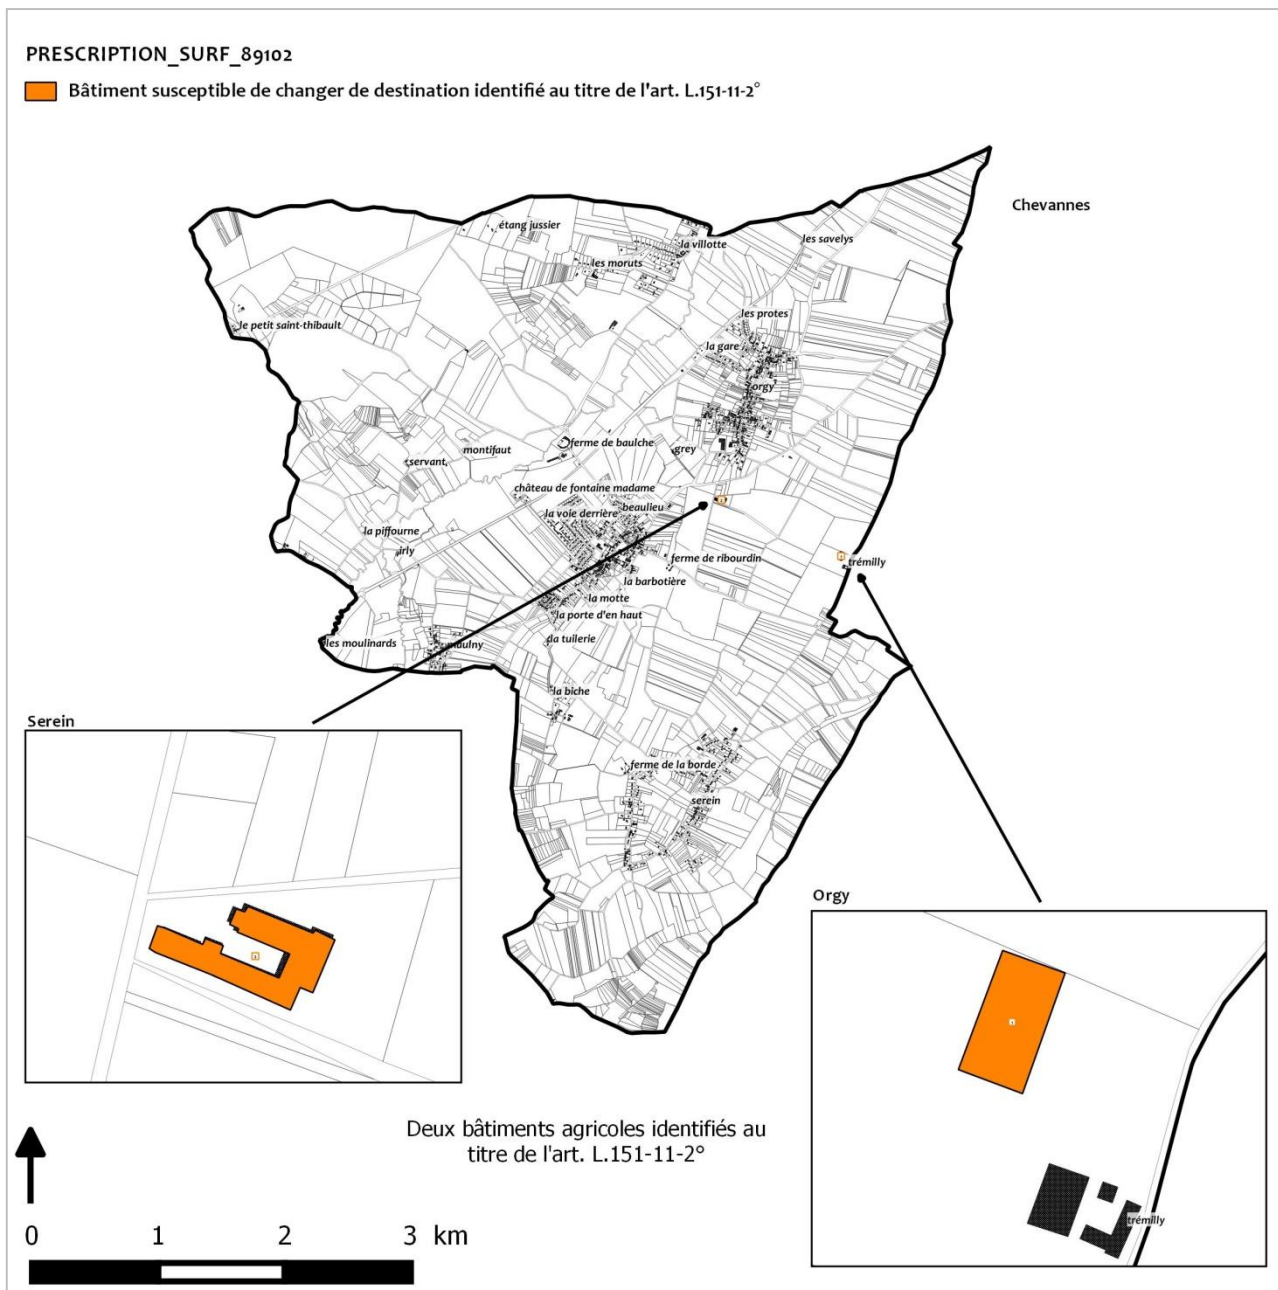 PRESCRIPTION_SURF_89102
Bâtiment susceptible de changer de destination identifié au titre de l'art. L.151-11-2°
Chevannes
étang jussier
la villotte
les savelys
les moruts
le petit saint-thibault
les protes
la gare
orgy
montifaut
ferme de baulche
grey
servant
château de fontaine madame
la voie derrière
beaulieu
la piffourne
irly
ferme de ribourdin
trémilly
la barbotière
la motte
la porte d'en haut
les moulinards
la tuilerie
la biche
ferme de la borde
serein
Serein
Orgy
trémilly
Deux bâtiments agricoles identifiés au
titre de l'art. L.151-11-2°
0 1 2 3 km